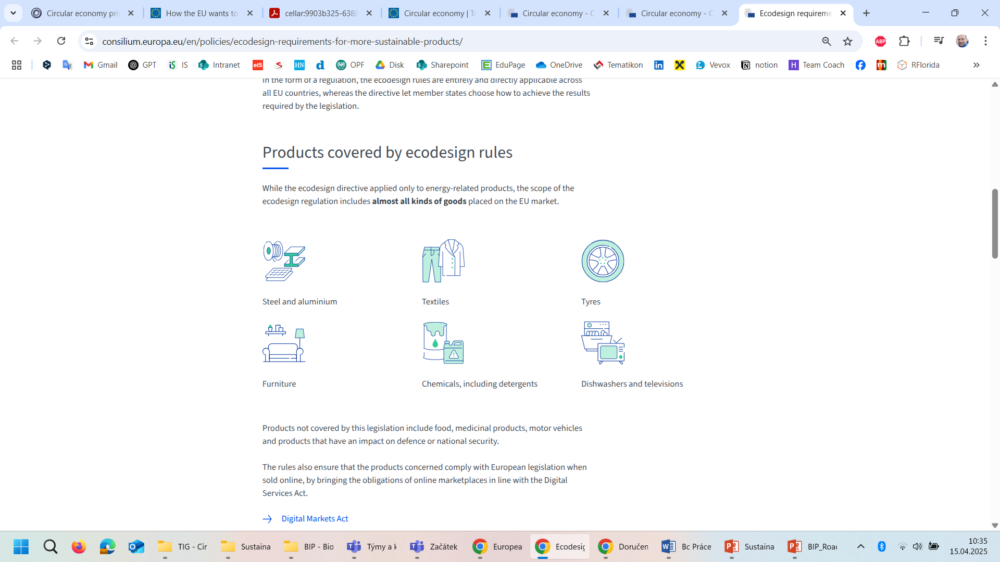 Circular economy pri
How the EU wants to
cellar:9903b325-6388
Circular economy | To
Circular economy - C
Circular economy - C
Ecodesign requireme
consilium.europa.eu/en/policies/ecodesign-requirements-for-more-sustainable-products/
ABP
Gmail
GPT
iS IS
Intranet
e15
S
HN
d
OPF
Disk
Sharepoint
EduPage
OneDrive
Tematikon
in
Vevox
notion
H Team Coach
RFlorida
In the form of a regulation, the ecodesign rules are entirely and directly applicable across
all EU countries, whereas the directive let member states choose how to achieve the results
required by the legislation.
Products covered by ecodesign rules
While the ecodesign directive applied only to energy-related products, the scope of the
ecodesign regulation includes almost all kinds of goods placed on the EU market.
Steel and aluminium
Textiles
Tyres
Furniture
Chemicals, including detergents
Dishwashers and televisions
Products not covered by this legislation include food, medicinal products, motor vehicles
and products that have an impact on defence or national security.
The rules also ensure that the products concerned comply with European legislation when
sold online, by bringing the obligations of online marketplaces in line with the Digital
Services Act.
Digital Markets Act
TIG - Cir
Sustaina
BIP - Bio
Týmy a k
Začátek
Europea
Ecodesig
Doručen
Bc Práce
Sustaina
BIP_Road
10:35
15.04.2025